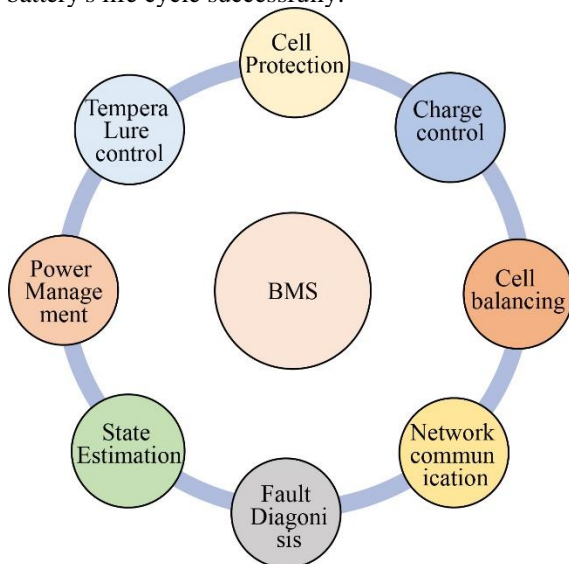 battery's life cycle successfully.
Cell
Protection
Tempera
Lure
control
Charge
control
Power
Manage
ment
BMS
Cell
balancing
State
Estimation
Network
commun
ication
Fault
Diagoni
sis